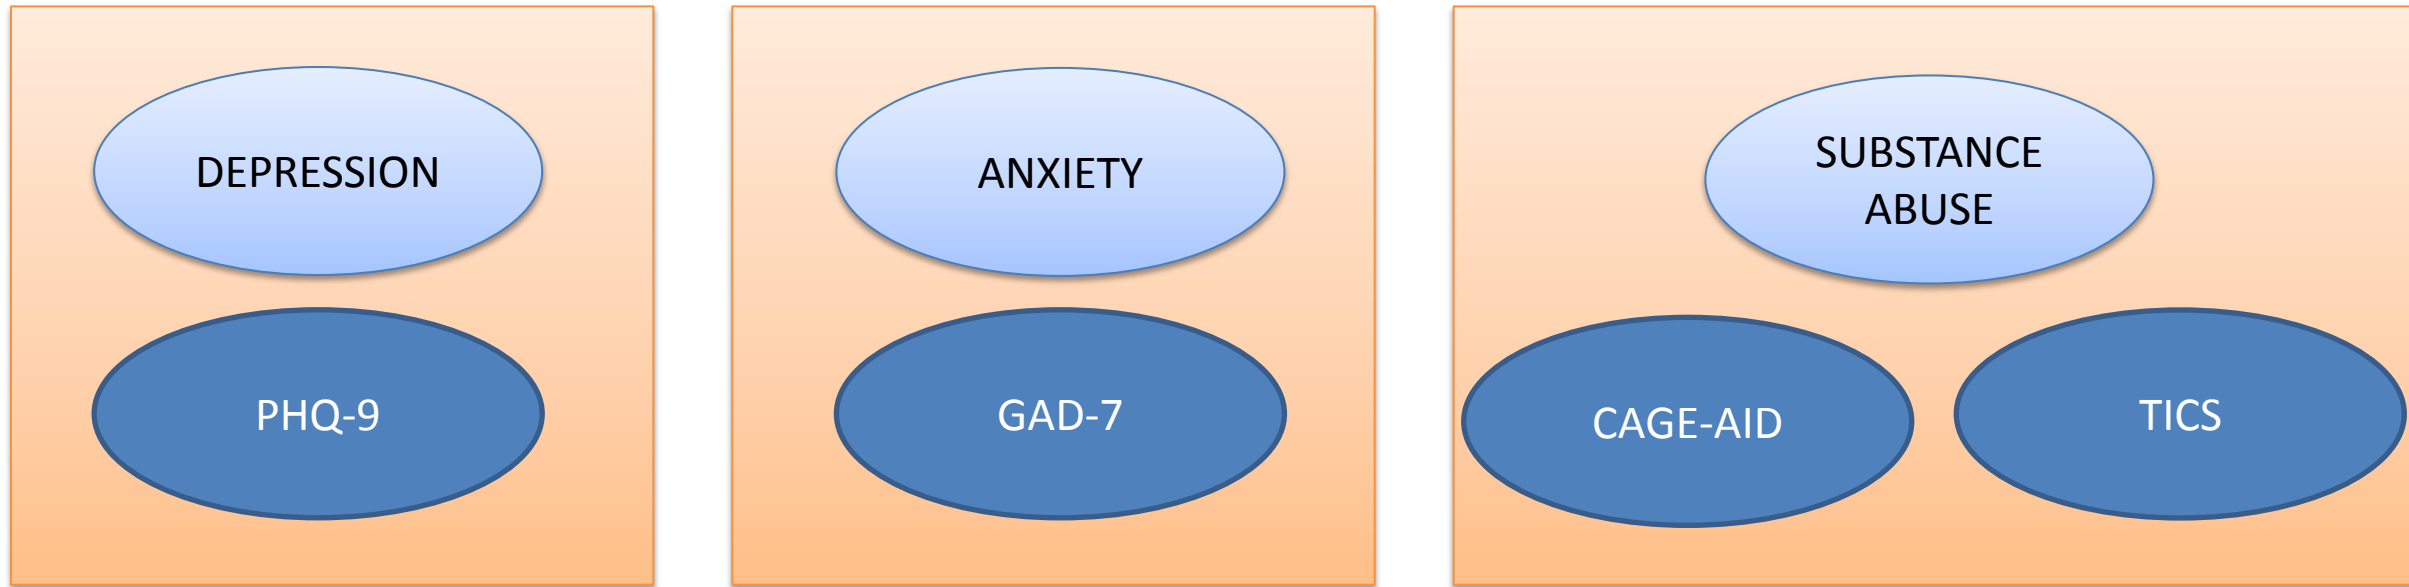 DEPRESSION
PHQ-9
ANXIETY
GAD-7
SUBSTANCE
ABUSE
CAGE-AID
TICS